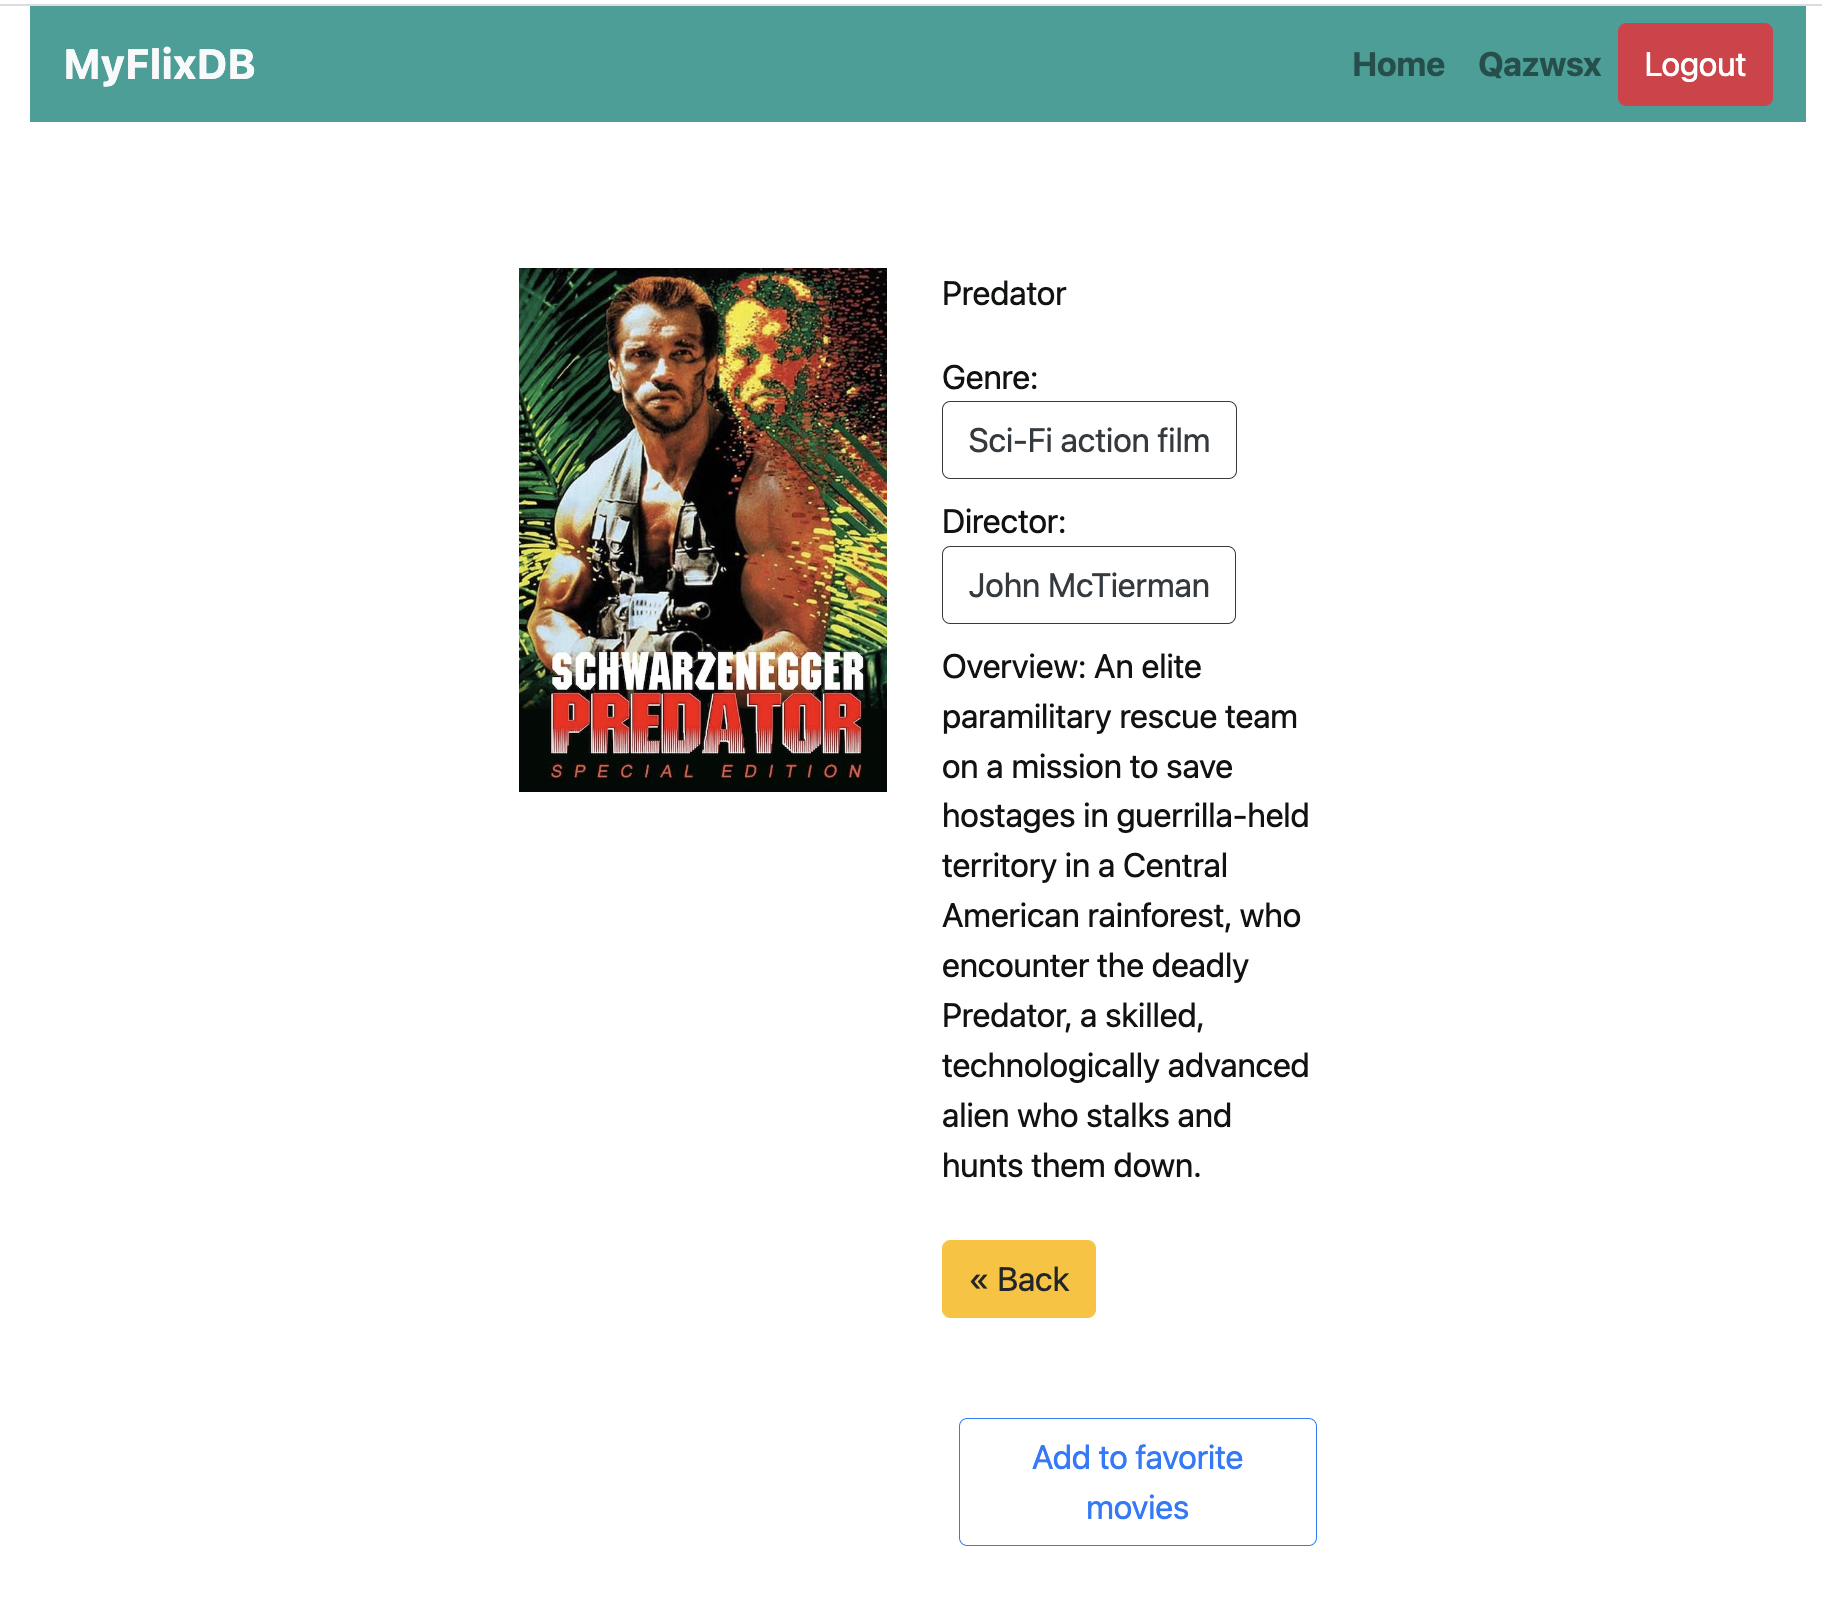 MyFlixDB
Home Qazwsx Logout
SCHWARZENEGGER
PREDATOR
SPECIAL EDITION
Predator
Genre:
Sci-Fi action film
Director:
John McTierman
Overview: An elite
paramilitary rescue team
on a mission to save
hostages in guerrilla-held
territory in a Central
American rainforest, who
encounter the deadly
Predator, a skilled,
technologically advanced
alien who stalks and
hunts them down.
« Back
Add to favorite
movies